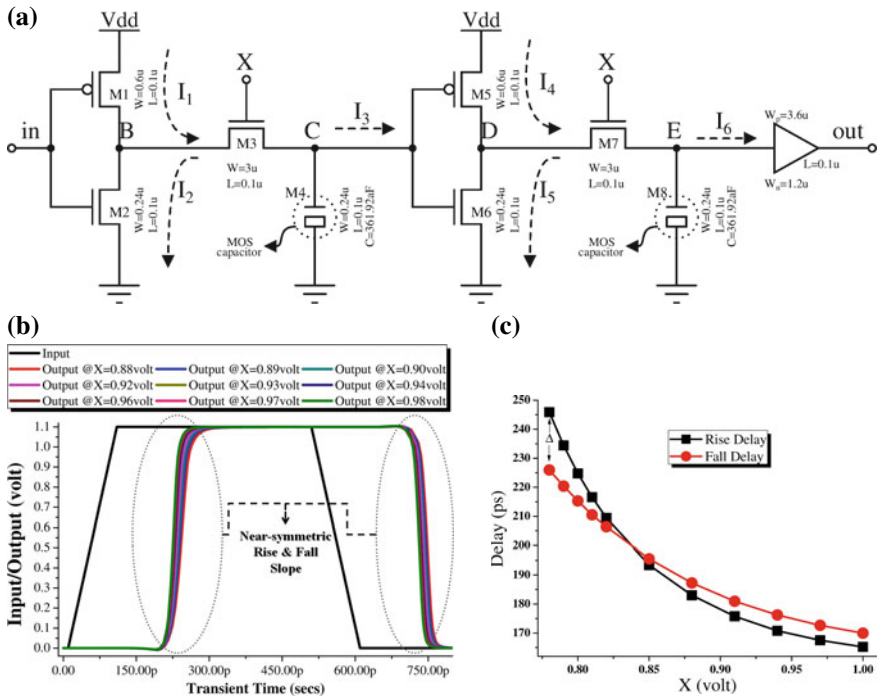 (a)
Vdd
Vdd
M1
W=0.6u
L=0.1u
I1
X
I3
M5
W=0.6u
L=0.1u
I4
X
I6
Wp=3.6u
in
B
C
D
E
out
M3
M7
L=0.1u
W=3u
L=0.1u
W=3u
L=0.1u
Wn=1.2u
M2
W=0.24u
L=0.1u
I2
M4
W=0.24u
L=0.1u
C=361.92aF
MOS
capacitor
M6
W=0.24u
L=0.1u
I5
M8
W=0.24u
L=0.1u
C=361.92aF
MOS
capacitor
(b)
Input
Output @X=0.88volt
Output @X=0.89volt
Output @X=0.90volt
Output @X=0.92volt
Output @X=0.93volt
Output @X=0.94volt
Output @X=0.96volt
Output @X=0.97volt
Output @X=0.98volt
Input/Output (volt)
1.1
1.0
0.9
0.8
0.7
0.6
0.5
0.4
0.3
0.2
0.1
0.0
Near-symmetric
Rise & Fall
Slope
0.00
150.00p
300.00p
450.00p
600.00p
750.00p
Transient Time (secs)
(c)
Delay (ps)
250
240
230
220
210
200
190
180
170
Δ
Rise Delay
Fall Delay
0.80
0.85
0.90
0.95
1.00
X (volt)